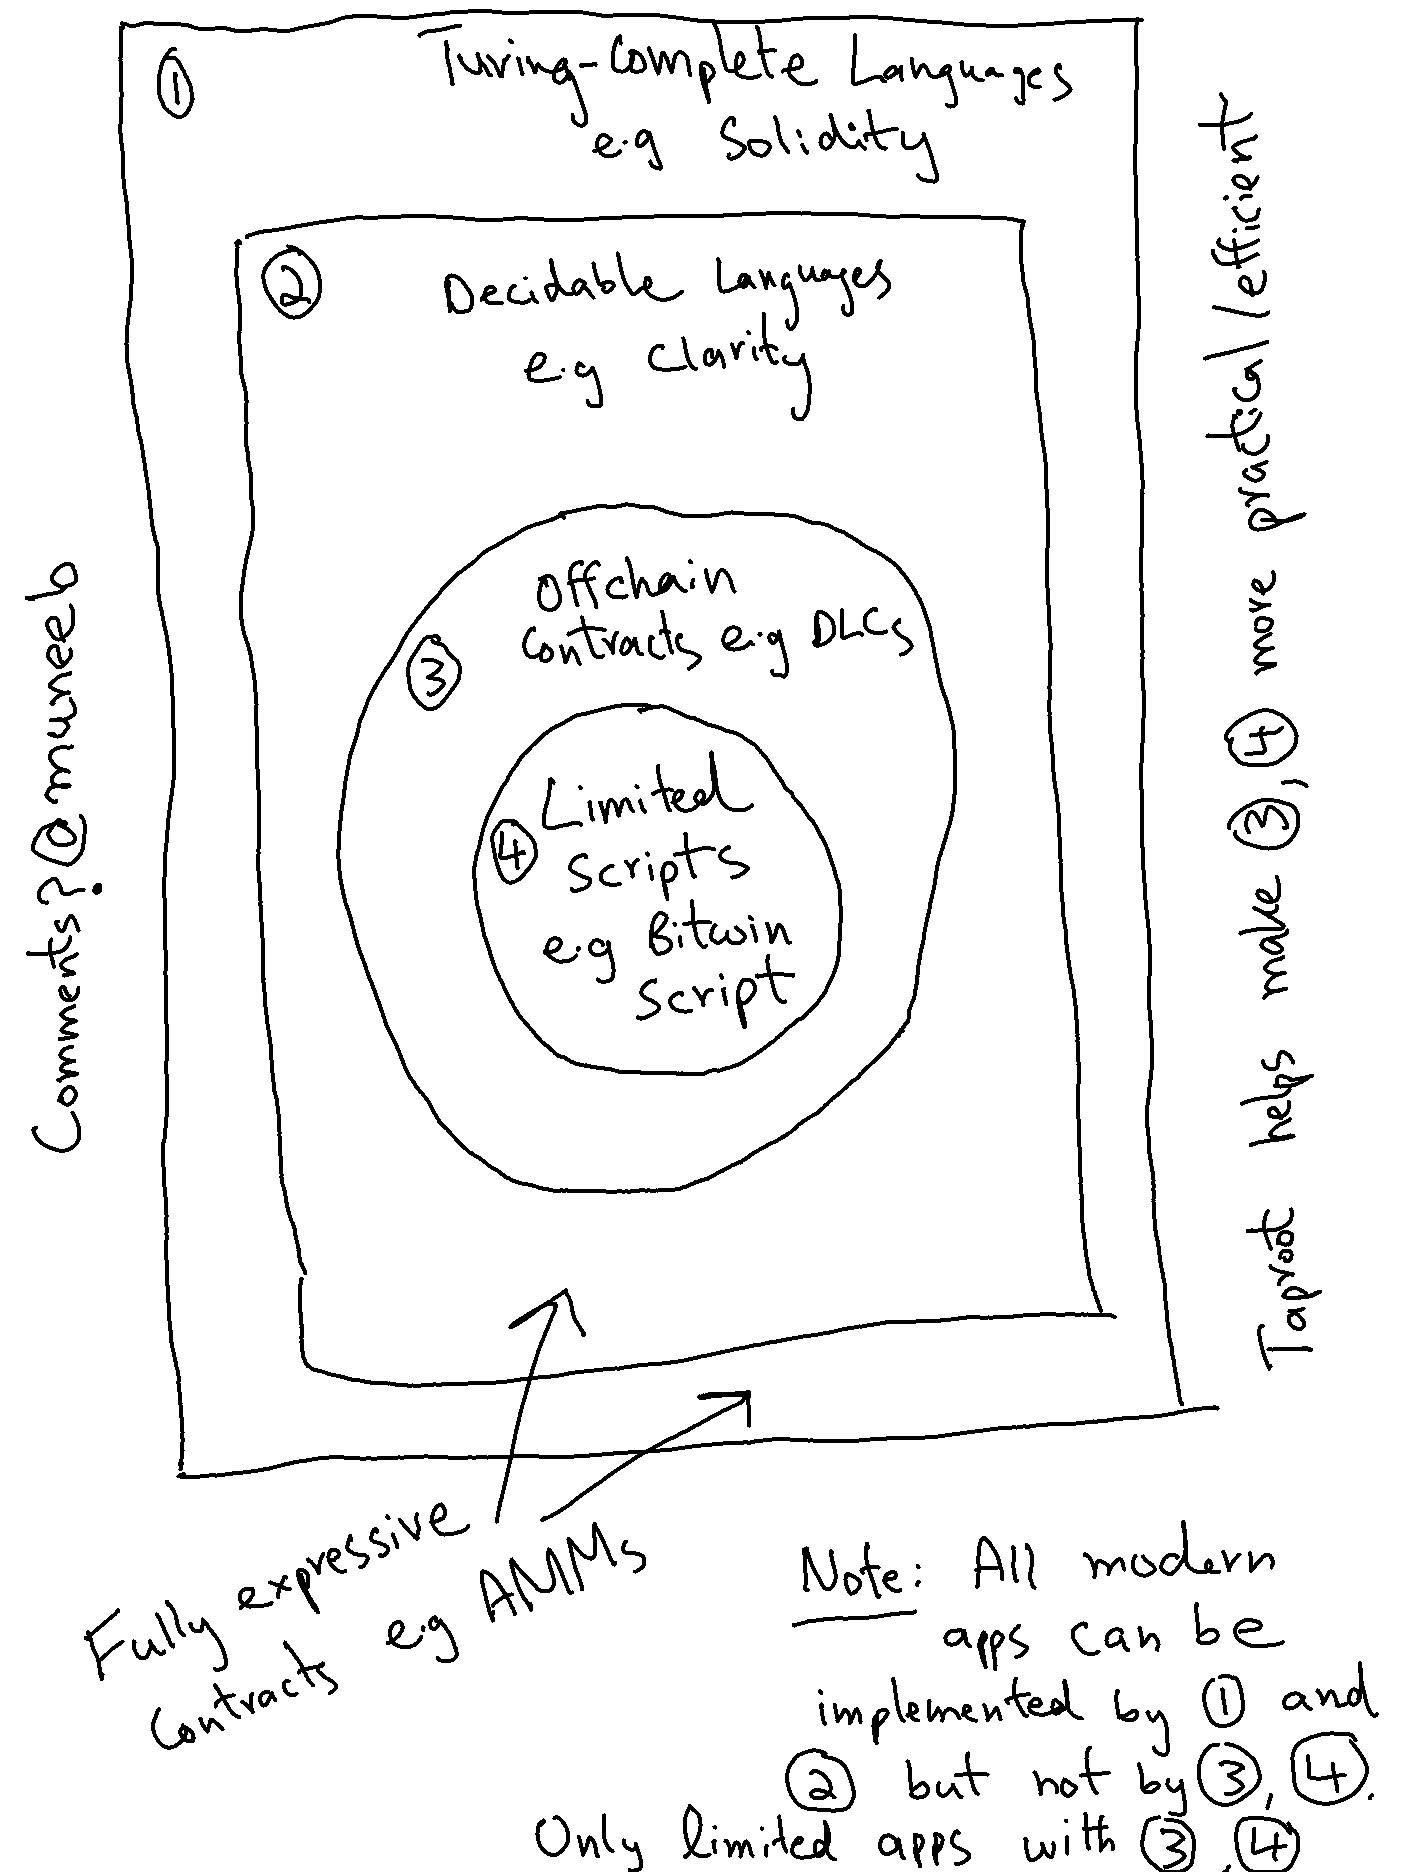 ① Turing-Complete Languages
e.g Solidity
② Decidable Languages
e.g Clarity
Offchain
③ contracts e.g DLCs
Limited
④ Scripts
e.g Bitcoin
Script
Fully expressive
contracts e.g AMMs
Note: All modern
apps can be
implemented by ① and
② but not by ③, ④.
Only limited apps with ③, ④
Comments? @muneeb
Taproot helps make ③, ④ more practical/efficient